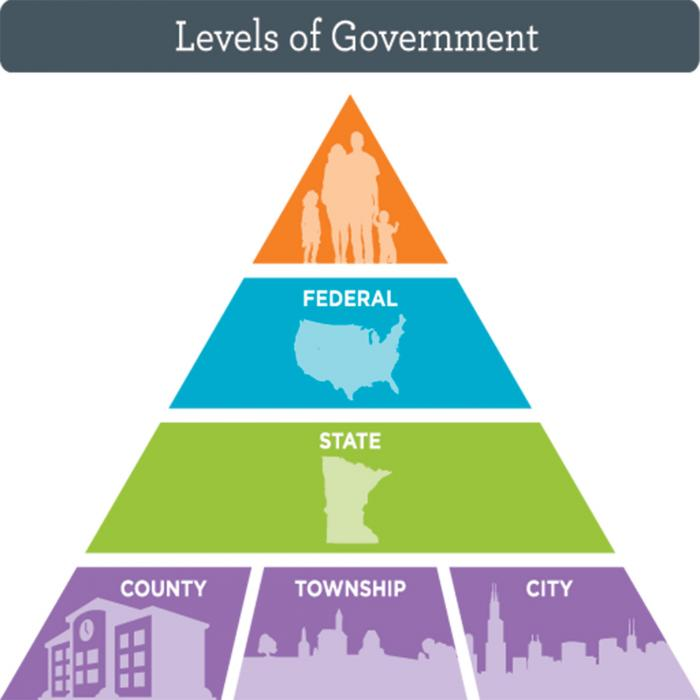 Levels of Government
FEDERAL
STATE
COUNTY TOWNSHIP CITY